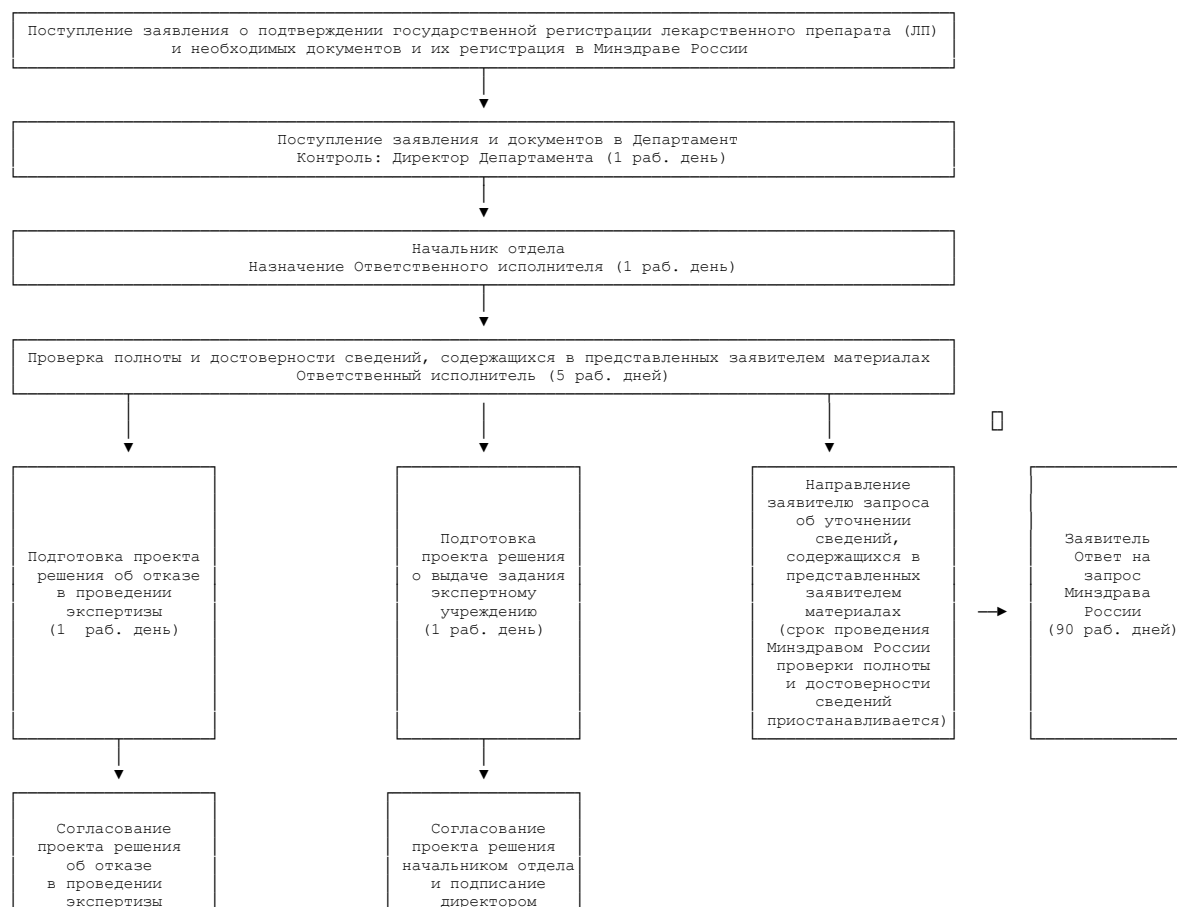 Поступление заявления о подтверждении государственной регистрации лекарственного препарата (ЛП)
и необходимых документов и их регистрация в Минздраве России
Поступление заявления и документов в Департамент
Контроль: Директор Департамента (1 раб. день)
Начальник отдела
Назначение Ответственного исполнителя (1 раб. день)
Проверка полноты и достоверности сведений, содержащихся в представленных заявителем материалах
Ответственный исполнитель (5 раб. дней)
Подготовка проекта
решения об отказе
в проведении
экспертизы
(1 раб. день)
Подготовка
проекта решения
о выдаче задания
экспертному
учреждению
(1 раб. день)
Направление
заявителю запроса
об уточнении
сведений,
содержащихся в
представленных
заявителем
материалах
(срок проведения
Минздравом России
проверки полноты
и достоверности
сведений
приостанавливается)
Заявитель
Ответ на
запрос
Минздрава
России
(90 раб. дней)
Согласование
проекта решения
об отказе
в проведении
экспертизы
Согласование
проекта решения
начальником отдела
и подписание
директором